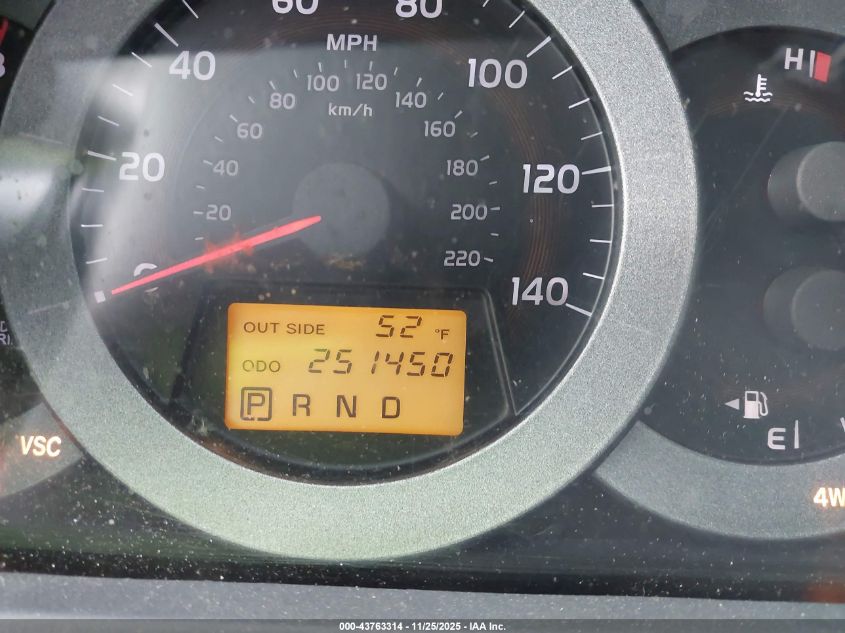 60 80
MPH
40 100
100 120
80 140
km/h
60 160
20 40 180 120
20 200
0 220 140
H
OUT SIDE 52 °F
ODO 251450
P R N D
E
VSC
4W
000-43763314 - 11/25/2025 - IAA Inc.